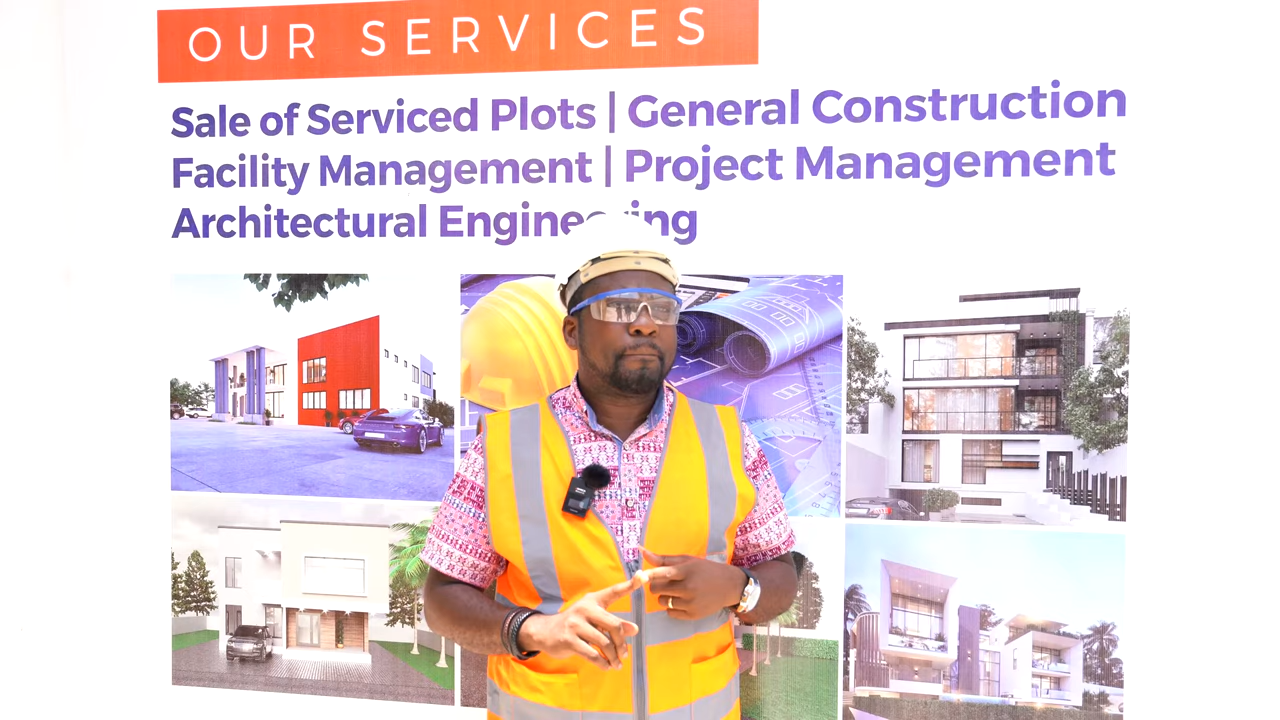 OUR SERVICES
Sale of Serviced Plots | General Construction
Facility Management | Project Management
Architectural Engineering